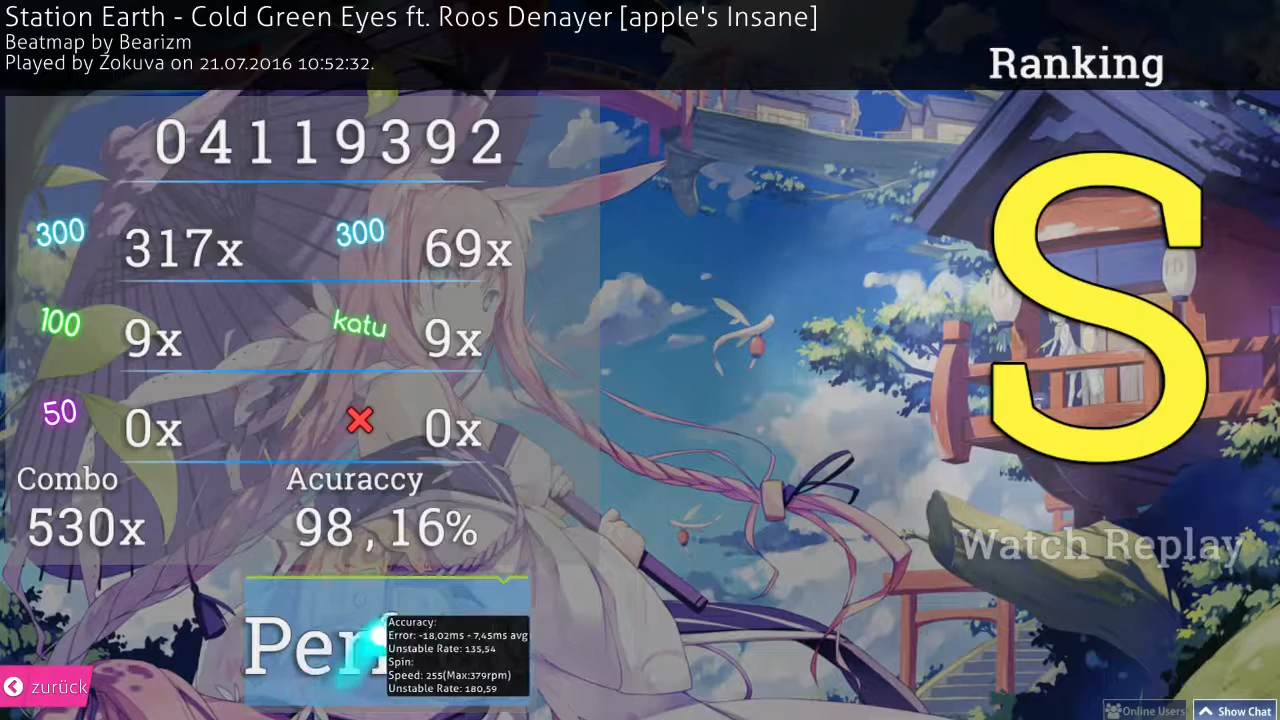 Station Earth - Cold Green Eyes ft. Roos Denayer [apple's Insane]
Beatmap by Bearizm
Played by Zokuva on 21.07.2016 10:52:32.
Ranking
04119392
300 317x 300 69x
100 9x katu 9x
50 0x 0x
Combo Acuraccy
530x 98,16%
S
Watch Replay
Accuracy:
Error: -18,02ms - 7,45ms avg
Unstable Rate: 135,54
Spin:
Speed: 255(Max:379rpm)
Unstable Rate: 180,59
zurück
Online Users Show Chat